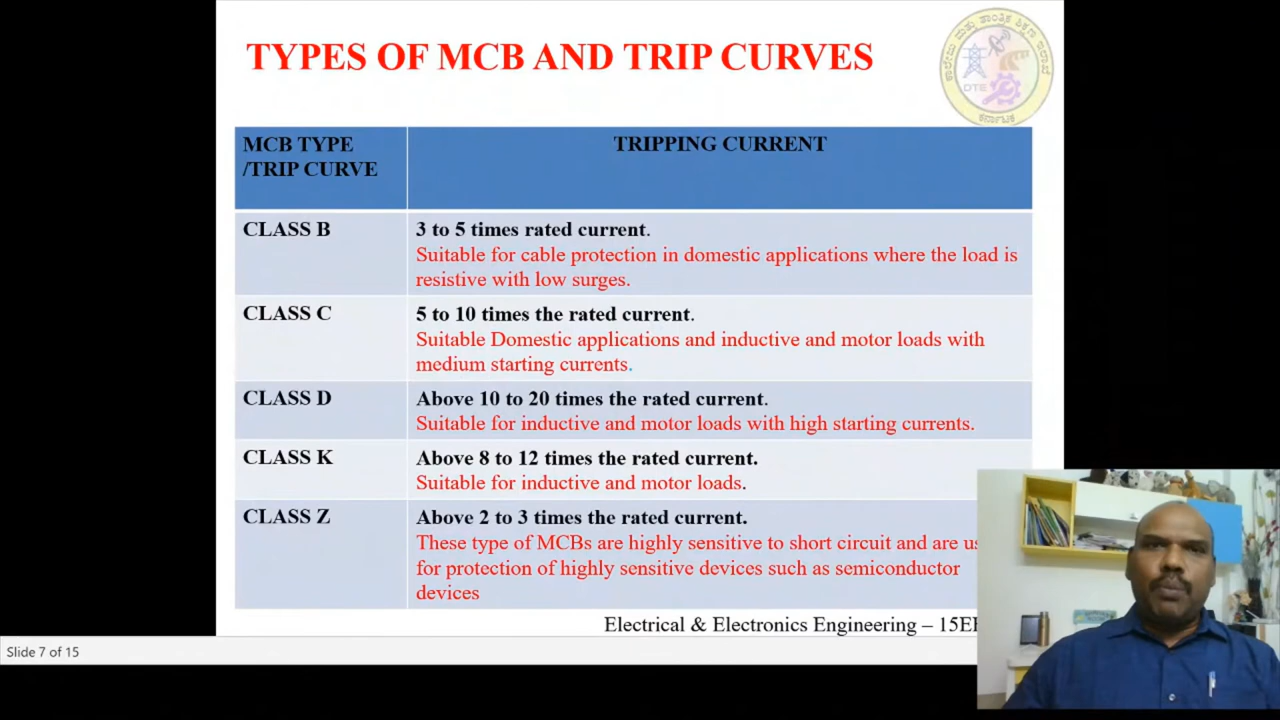 TYPES OF MCB AND TRIP CURVES
DTE
ಕರ್ನಾಟಕ
MCB TYPE
/TRIP CURVE
TRIPPING CURRENT
CLASS B
3 to 5 times rated current.
Suitable for cable protection in domestic applications where the load is
resistive with low surges.
CLASS C
5 to 10 times the rated current.
Suitable Domestic applications and inductive and motor loads with
medium starting currents.
CLASS D
Above 10 to 20 times the rated current.
Suitable for inductive and motor loads with high starting currents.
CLASS K
Above 8 to 12 times the rated current.
Suitable for inductive and motor loads.
CLASS Z
Above 2 to 3 times the rated current.
These type of MCBs are highly sensitive to short circuit and are
for protection of highly sensitive devices such as semiconductor
devices
Electrical & Electronics Engineering –
Slide 7 of 15